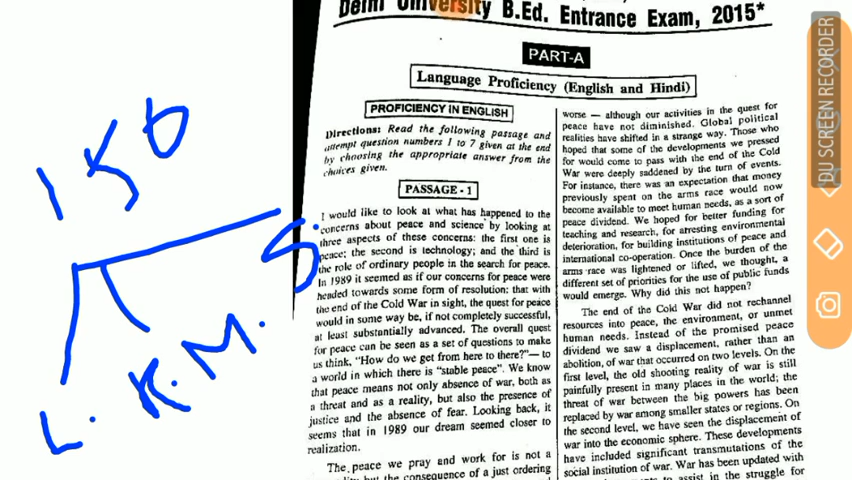 150
L. K. M. S.
Delhi University B.Ed. Entrance Exam, 2015*
PART-A
Language Proficiency (English and Hindi)
PROFICIENCY IN ENGLISH
Directions: Read the following passage and
attempt question numbers 1 to 7 given at the end
by choosing the appropriate answer from the
choices given.
PASSAGE - 1
I would like to look at what has happened to the
concerns about peace and science by looking at
three aspects of these concerns: the first one is
peace; the second is technology; and the third is
the role of ordinary people in the search for peace.
In 1989 it seemed as if our concerns for peace were
headed towards some form of resolution: that with
the end of the Cold War in sight, the quest for peace
would in some way be, if not completely successful,
at least substantially advanced. The overall quest
for peace can be seen as a set of questions to make
us think, "How do we get from here to there?"— to
a world in which there is "stable peace". We know
that peace means not only absence of war, both as
a threat and as a reality, but also the presence of
justice and the absence of fear. Looking back, it
seems that in 1989 our dream seemed closer to
realization.
The peace we pray and work for is not a
but the consequence of a just ordering
worse — although our activities in the quest for
peace have not diminished. Global political
realities have shifted in a strange way. Those who
hoped that some of the developments we pressed
for would come to pass with the end of the Cold
War were deeply saddened by the turn of events.
For instance, there was an expectation that money
previously spent on the arms race would now
become available to meet human needs, as a sort of
peace dividend. We hoped for better funding for
teaching and research, for arresting environmental
deterioration, for building institutions of peace and
international co-operation. Once the burden of the
arms race was lightened or lifted, we thought, a
different set of priorities for the use of public funds
would emerge. Why did this not happen?
The end of the Cold War did not rechannel
resources into peace, the environment, or unmet
human needs. Instead of the promised peace
dividend we saw a displacement, rather than an
abolition, of war that occurred on two levels. On the
first level, the old shooting reality of war is still
painfully present in many places in the world; the
threat of war between the big powers has been
replaced by war among smaller states or regions. On
the second level, we have seen the displacement of
war into the economic sphere. These developments
have included significant transmutations of the
social institution of war. War has been updated with
to assist in the struggle for
DU SCREEN RECORDER